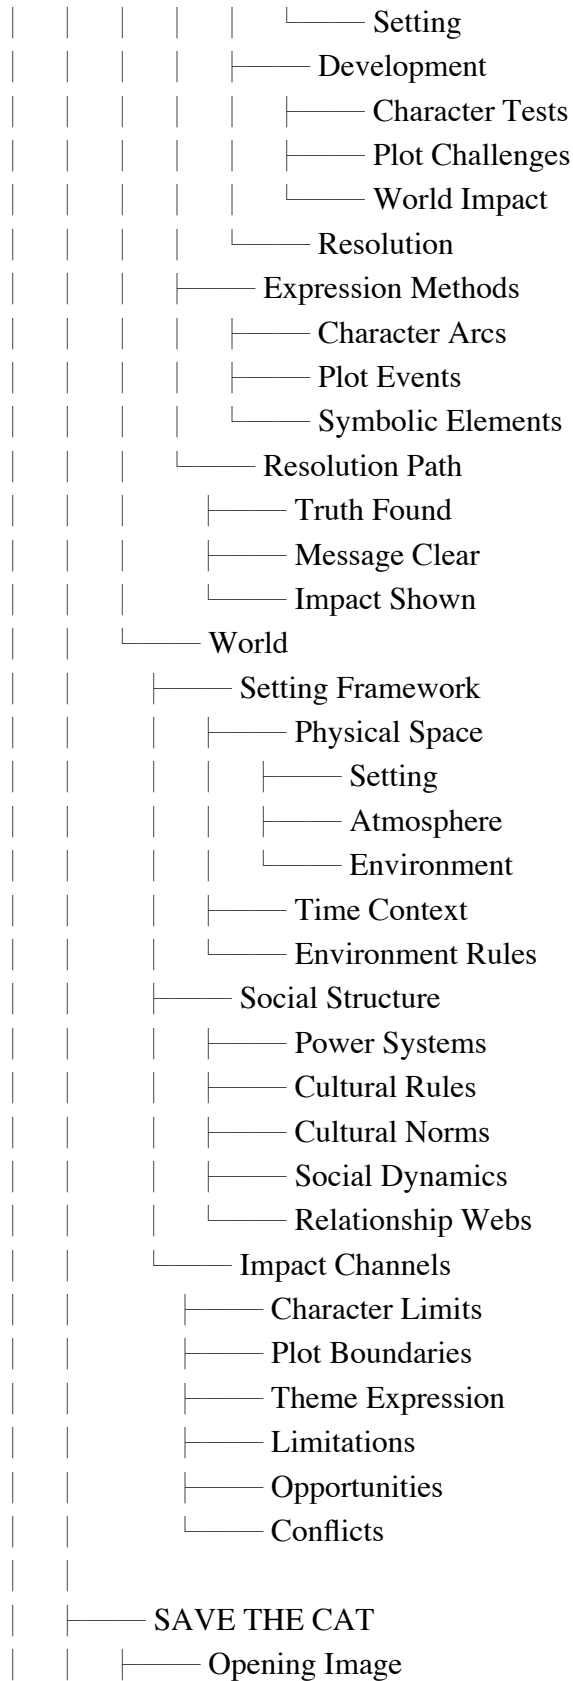 Setting
Development
Character Tests
Plot Challenges
World Impact
Resolution
Expression Methods
Character Arcs
Plot Events
Symbolic Elements
Resolution Path
Truth Found
Message Clear
Impact Shown
World
Setting Framework
Physical Space
Setting
Atmosphere
Environment
Time Context
Environment Rules
Social Structure
Power Systems
Cultural Rules
Cultural Norms
Social Dynamics
Relationship Webs
Impact Channels
Character Limits
Plot Boundaries
Theme Expression
Limitations
Opportunities
Conflicts
SAVE THE CAT
Opening Image